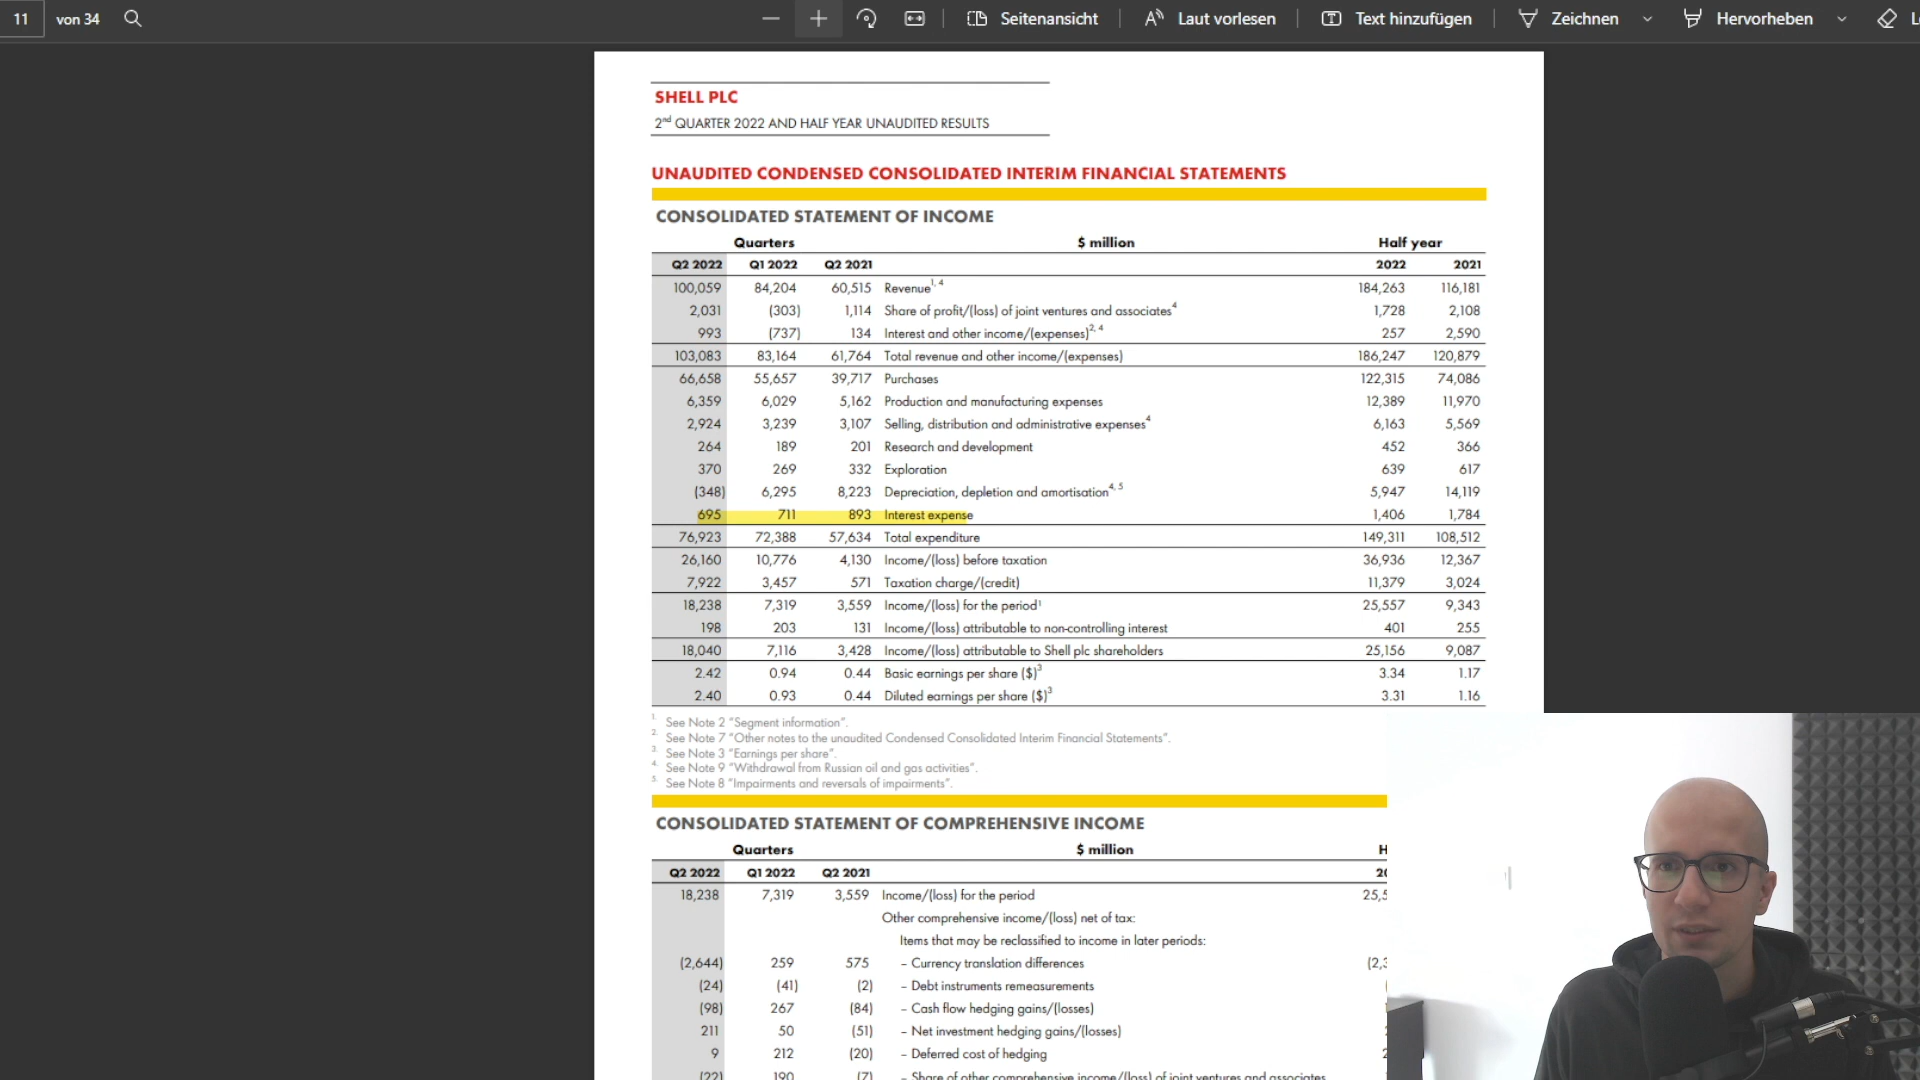 11 von 34 Seitenansicht Laut vorlesen Text hinzufügen Zeichnen Hervorheben
SHELL PLC
2nd QUARTER 2022 AND HALF YEAR UNAUDITED RESULTS
UNAUDITED CONDENSED CONSOLIDATED INTERIM FINANCIAL STATEMENTS
CONSOLIDATED STATEMENT OF INCOME
Quarters $ million Half year
Q2 2022 Q1 2022 Q2 2021 2022 2021
100,059 84,204 60,515 Revenue1, 4 184,263 116,181
2,031 (303) 1,114 Share of profit/(loss) of joint ventures and associates4 1,728 2,108
993 (737) 134 Interest and other income/(expenses)2, 4 257 2,590
103,083 83,164 61,764 Total revenue and other income/(expenses) 186,247 120,879
66,658 55,657 39,717 Purchases 122,315 74,086
6,359 6,029 5,162 Production and manufacturing expenses 12,389 11,970
2,924 3,239 3,107 Selling, distribution and administrative expenses4 6,163 5,569
264 189 201 Research and development 452 366
370 269 332 Exploration 639 617
(348) 6,295 8,223 Depreciation, depletion and amortisation4, 5 5,947 14,119
695 711 893 Interest expense 1,406 1,784
76,923 72,388 57,634 Total expenditure 149,311 108,512
26,160 10,776 4,130 Income/(loss) before taxation 36,936 12,367
7,922 3,457 571 Taxation charge/(credit) 11,379 3,024
18,238 7,319 3,559 Income/(loss) for the period1 25,557 9,343
198 203 131 Income/(loss) attributable to non-controlling interest 401 255
18,040 7,116 3,428 Income/(loss) attributable to Shell plc shareholders 25,156 9,087
2.42 0.94 0.44 Basic earnings per share ($)3 3.34 1.17
2.40 0.93 0.44 Diluted earnings per share ($)3 3.31 1.16
1. See Note 2 "Segment information".
2. See Note 7 "Other notes to the unaudited Condensed Consolidated Interim Financial Statements".
3. See Note 3 "Earnings per share".
4. See Note 9 "Withdrawal from Russian oil and gas activities".
5. See Note 8 "Impairments and reversals of impairments".
CONSOLIDATED STATEMENT OF COMPREHENSIVE INCOME
Quarters $ million H
Q2 2022 Q1 2022 Q2 2021
18,238 7,319 3,559 Income/(loss) for the period 25,5
Other comprehensive income/(loss) net of tax:
Items that may be reclassified to income in later periods:
(2,644) 259 575 – Currency translation differences (2,3
(24) (41) (2) – Debt instruments remeasurements
(98) 267 (84) – Cash flow hedging gains/(losses)
211 50 (51) – Net investment hedging gains/(losses)
9 212 (20) – Deferred cost of hedging
(22) 190 (7) – Share of other comprehensive income/(loss) of joint ventures and associates